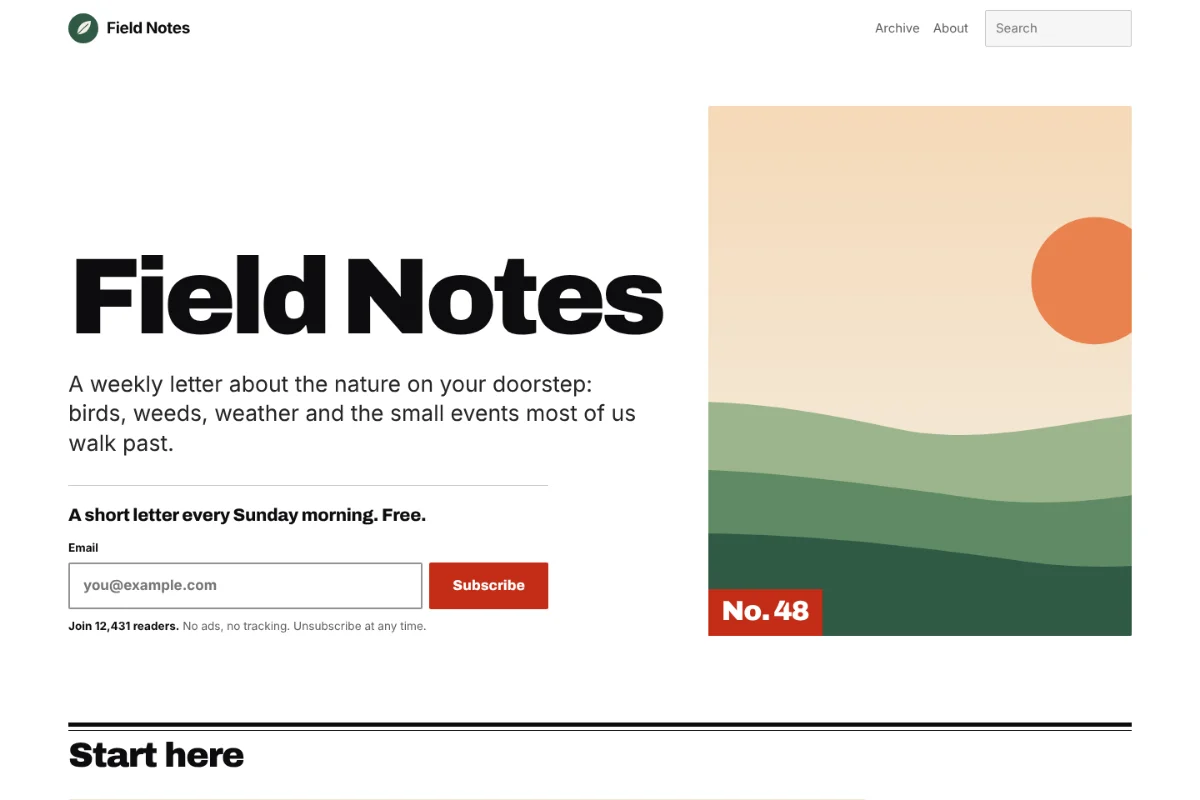 Field Notes
Archive
About
Search
Field Notes
A weekly letter about the nature on your doorstep:
birds, weeds, weather and the small events most of us
walk past.
A short letter every Sunday morning. Free.
Email
you@example.com
Subscribe
Join 12,431 readers. No ads, no tracking. Unsubscribe at any time.
No. 48
Start here